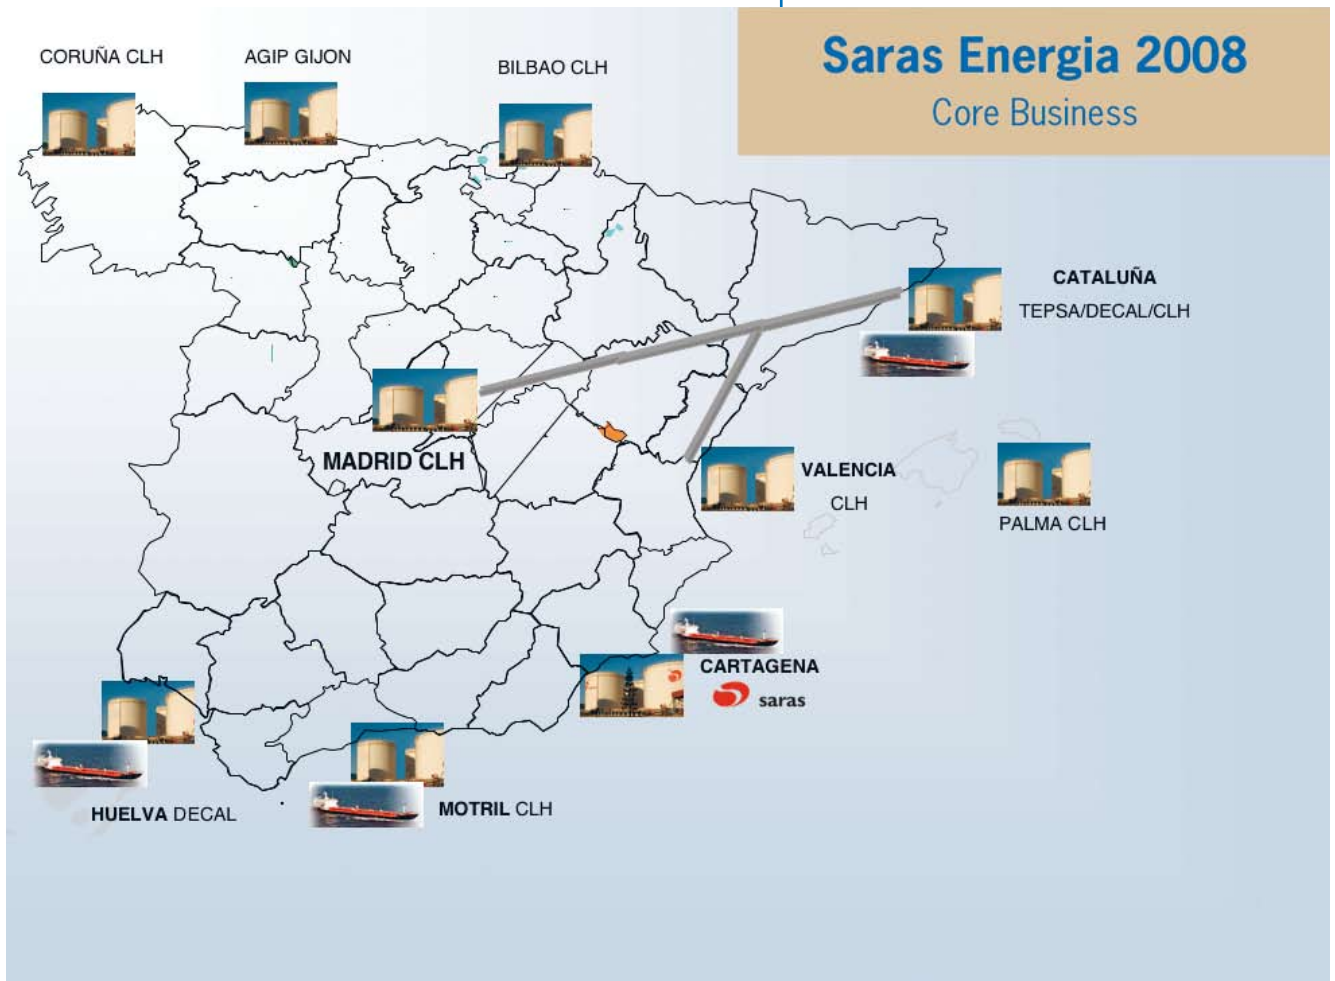 CORUÑA CLH
AGIP GIJON
BILBAO CLH
Saras Energia 2008
Core Business
CATALUÑA
TEPSA/DECAL/CLH
MADRID CLH
VALENCIA
CLH
PALMA CLH
CARTAGENA
saras
HUELVA DECAL
MOTRIL CLH